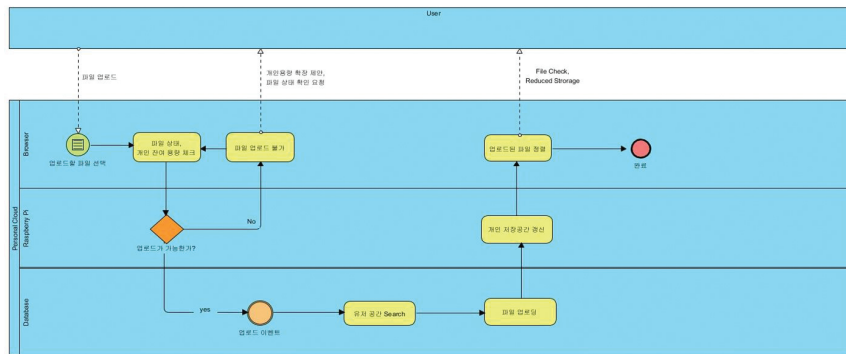 User
파일 업로드
개인용량 확장 제안,
파일 상태 확인 요청
File Check,
Reduced Strorage
Personal Cloud
Browser
업로드할 파일 선택
파일 상태,
개인 잔여 용량 체크
파일 업로드 불가
업로드된 파일 정렬
완료
Raspberry Pi
No
업로드가 가능한가?
개인 저장공간 갱신
Database
yes
업로드 이벤트
유저 공간 Search
파일 업로딩